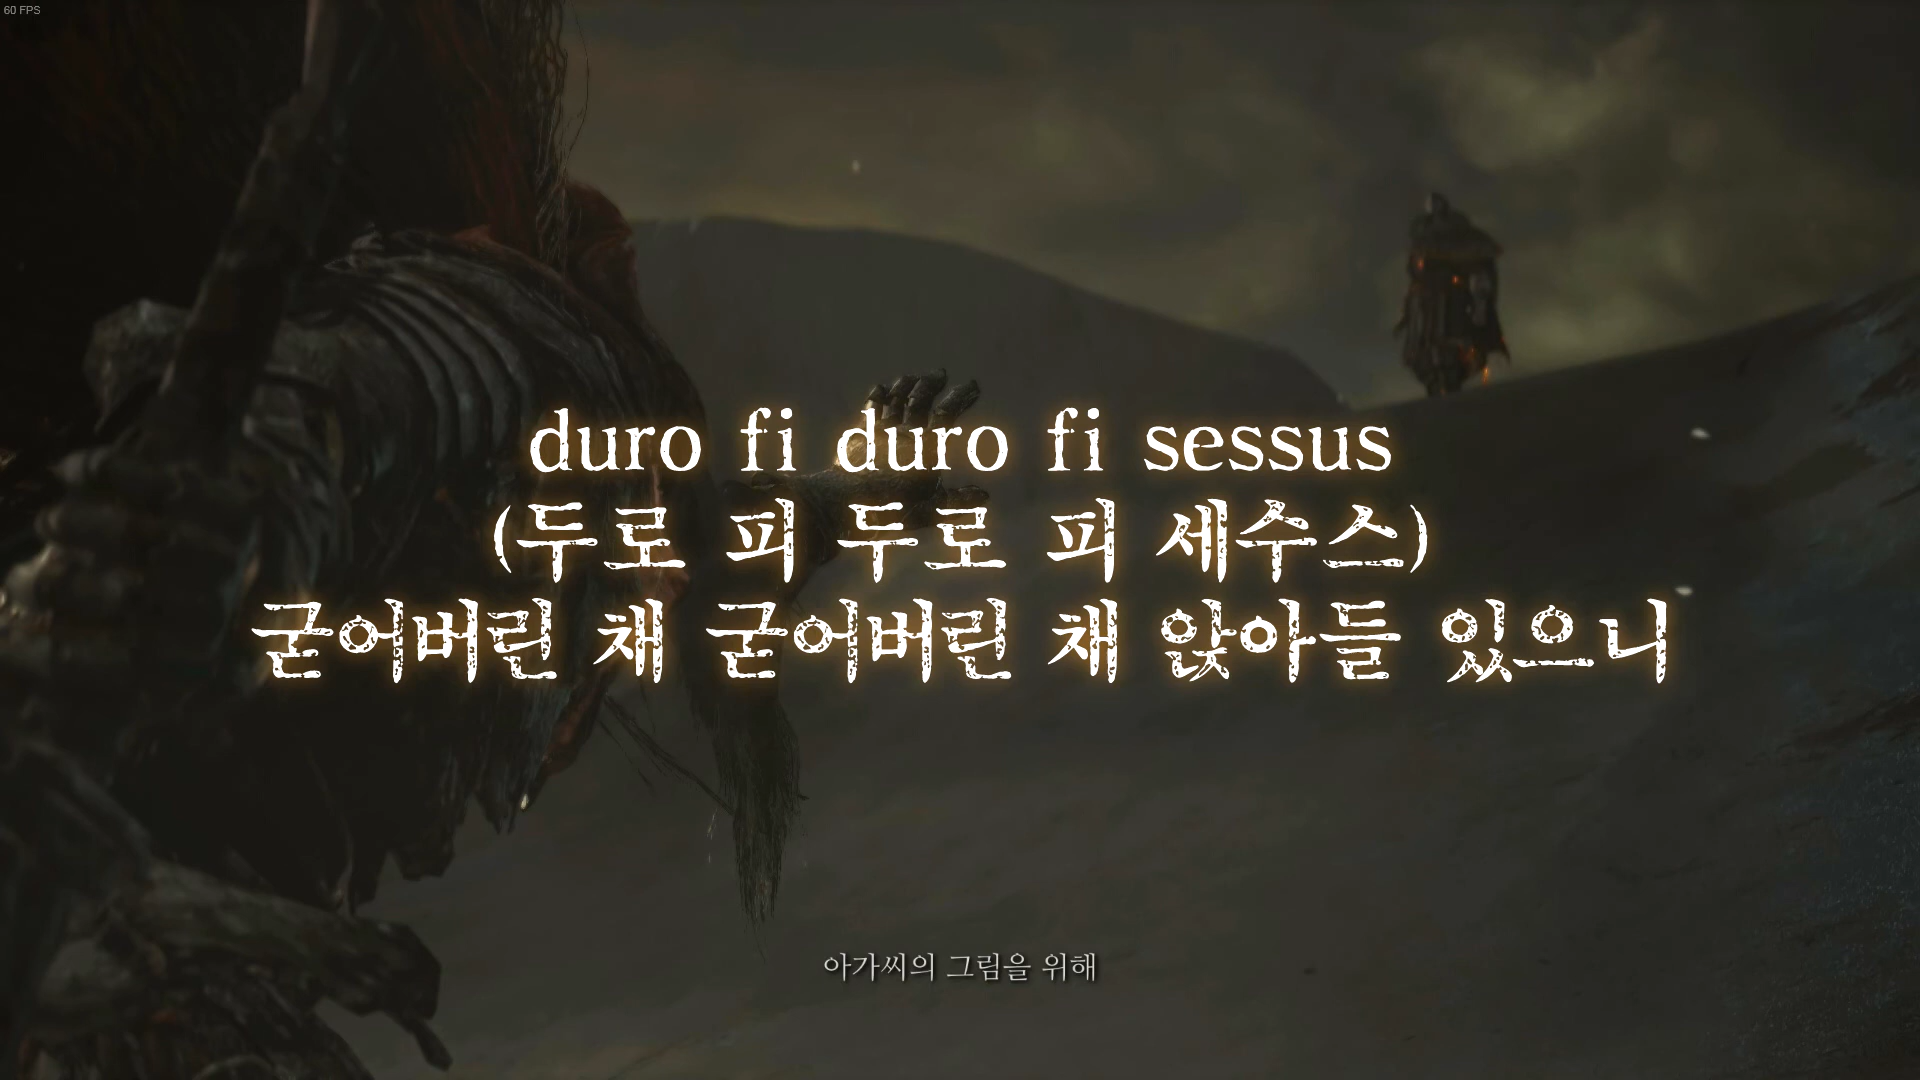 60 FPS
duro fi duro fi sessus
(두로 피 두로 피 세수스)
굳어버린 채 굳어버린 채 앉아들 있으니
아가씨의 그림을 위해